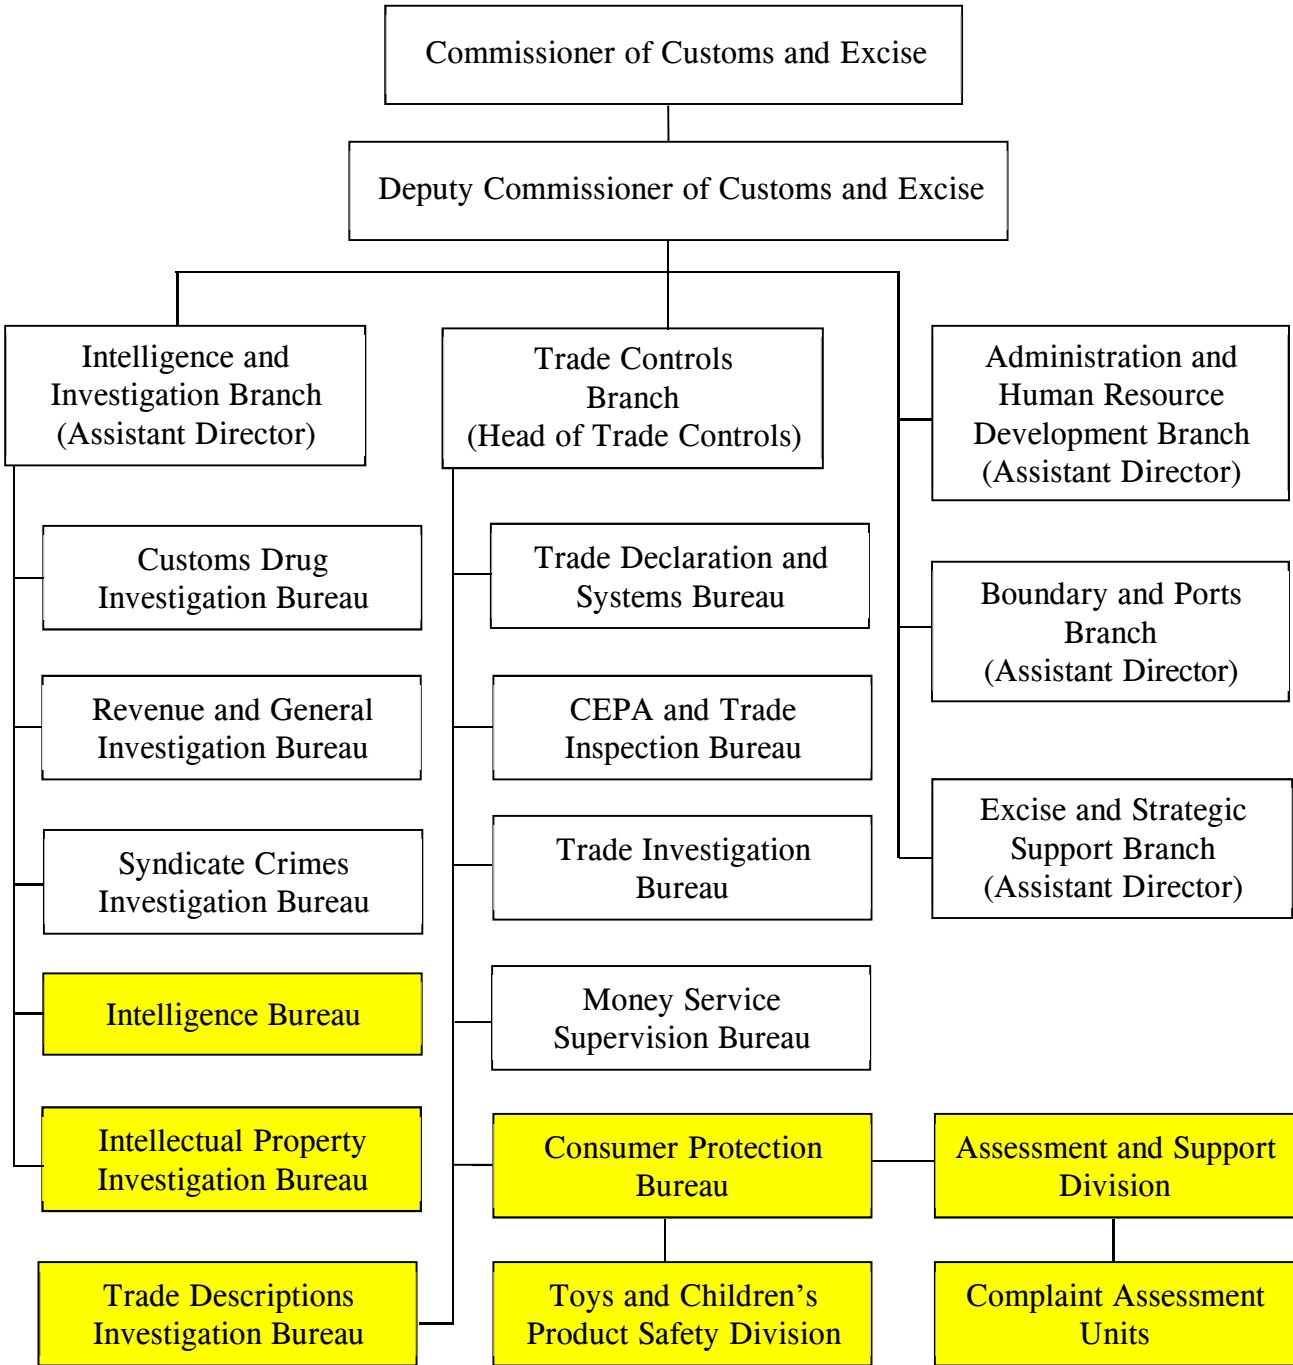 Commissioner of Customs and Excise
Deputy Commissioner of Customs and Excise
Intelligence and
Investigation Branch
(Assistant Director)
Trade Controls
Branch
(Head of Trade Controls)
Administration and
Human Resource
Development Branch
(Assistant Director)
Customs Drug
Investigation Bureau
Trade Declaration and
Systems Bureau
Boundary and Ports
Branch
(Assistant Director)
Revenue and General
Investigation Bureau
CEPA and Trade
Inspection Bureau
Excise and Strategic
Support Branch
(Assistant Director)
Syndicate Crimes
Investigation Bureau
Trade Investigation
Bureau
Intelligence Bureau
Money Service
Supervision Bureau
Intellectual Property
Investigation Bureau
Consumer Protection
Bureau
Assessment and Support
Division
Trade Descriptions
Investigation Bureau
Toys and Children’s
Product Safety Division
Complaint Assessment
Units